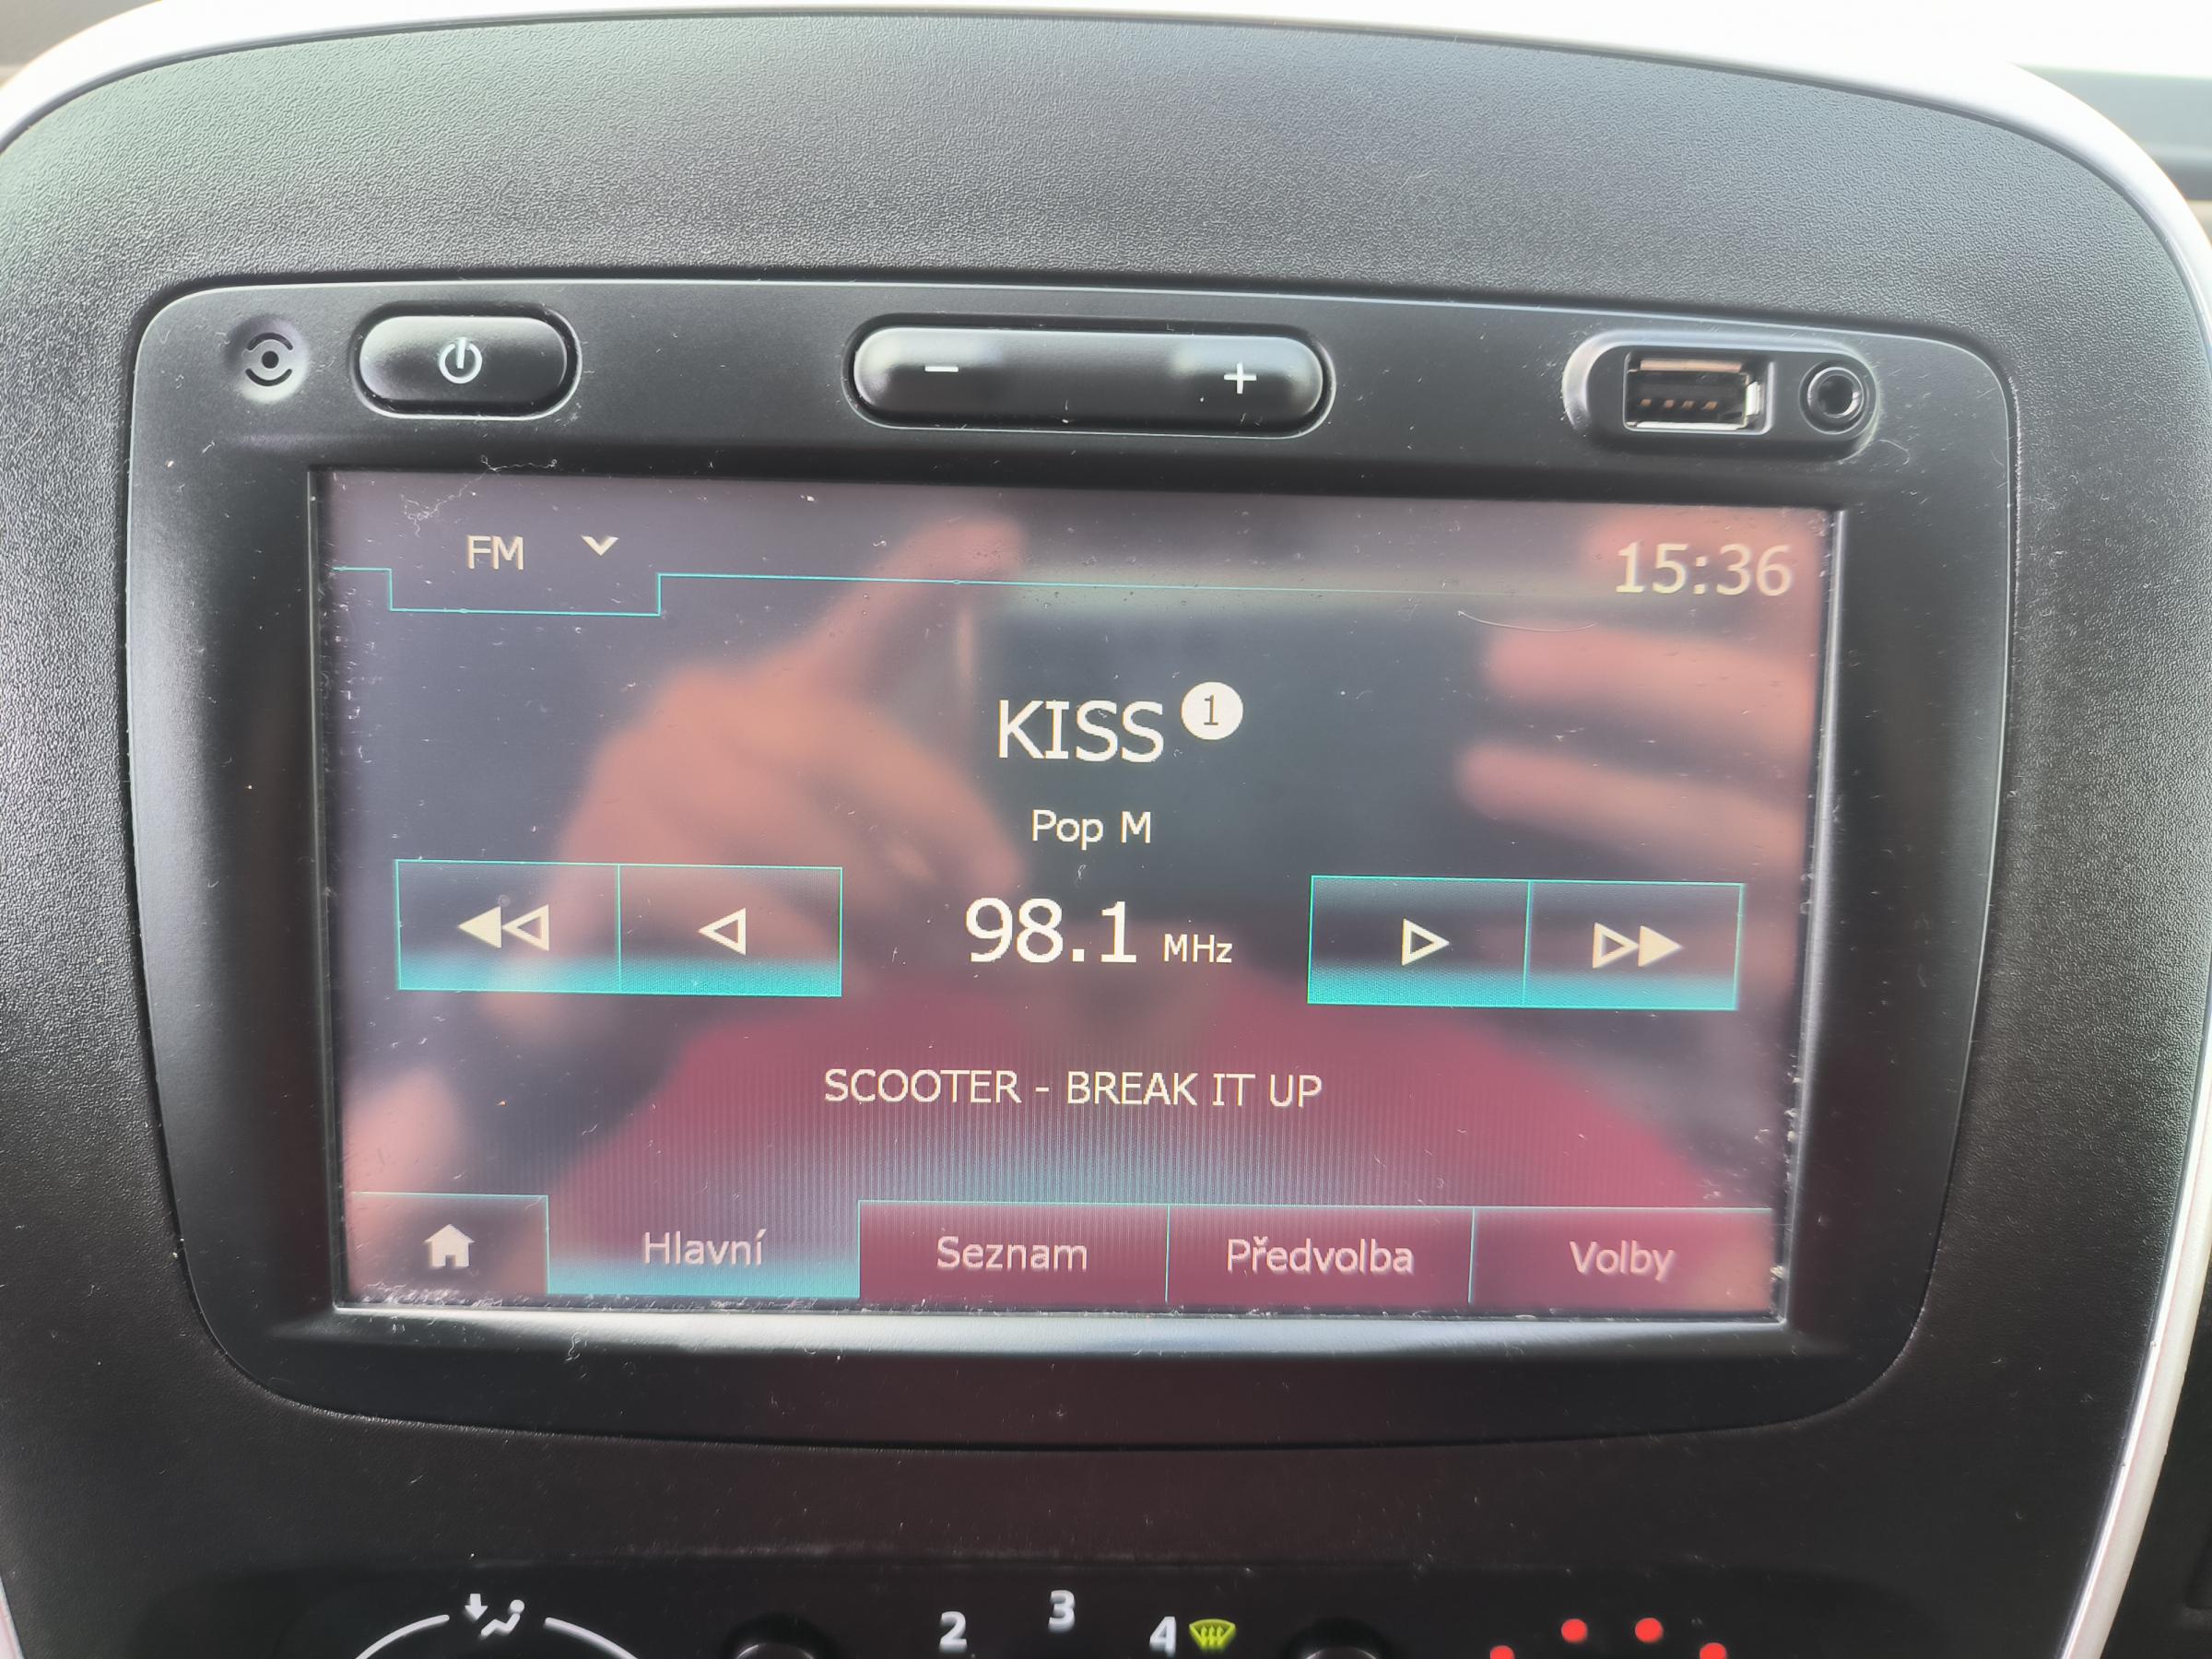 FM
15:36
KISS 1
Pop M
98.1 MHz
SCOOTER - BREAK IT UP
Hlavní
Seznam
Předvolba
Volby
2 3 4